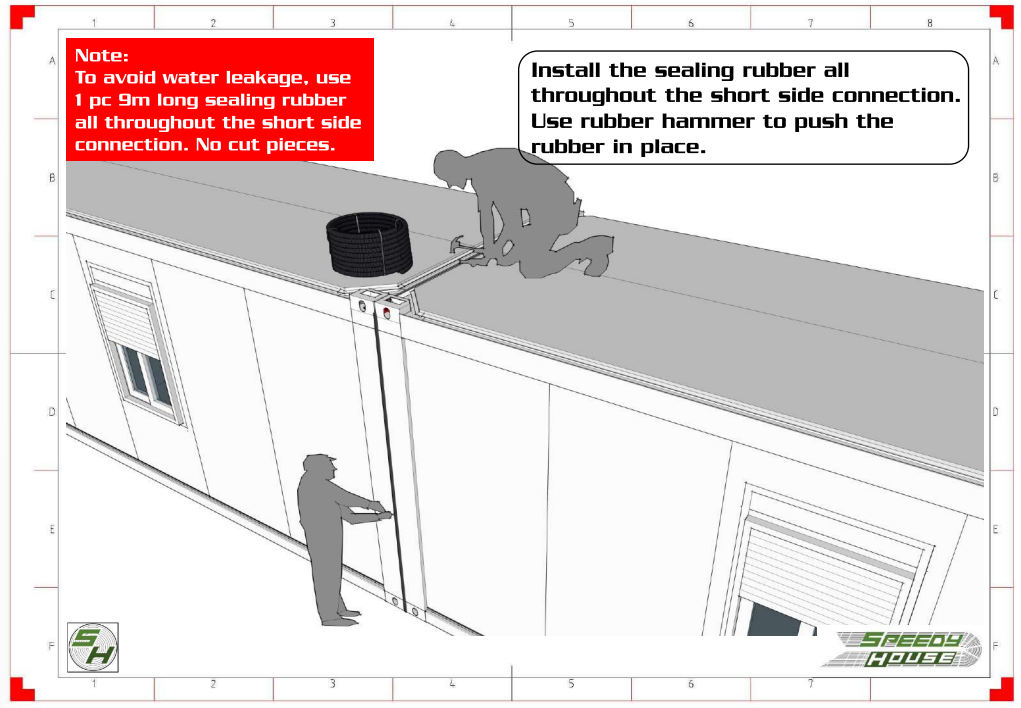 1 2 3 4 5 6 7 8
A A
Note:
To avoid water leakage, use
1 pc 9m long sealing rubber
all throughout the short side
connection. No cut pieces.
Install the sealing rubber all
throughout the short side connection.
Use rubber hammer to push the
rubber in place.
B B
C C
D D
E E
F F
SH
SPEEDY
HOUSE
1 2 3 4 5 6 7